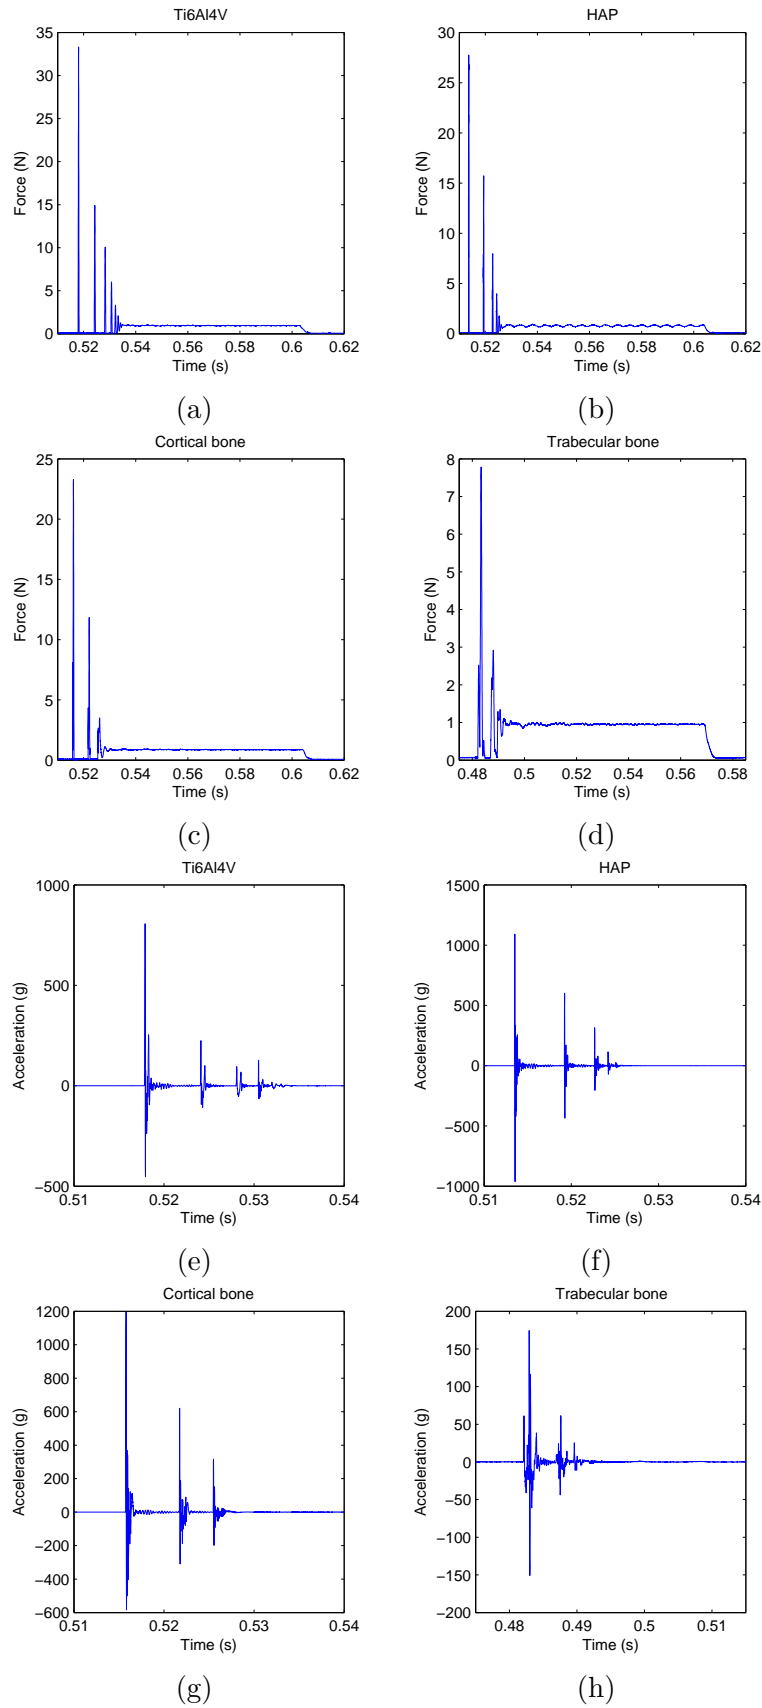 Ti6Al4V
35
30
25
20
15
10
5
0
Force (N)
0.52 0.54 0.56 0.58 0.6 0.62
Time (s)
(a)
HAP
30
25
20
15
10
5
0
Force (N)
0.52 0.54 0.56 0.58 0.6 0.62
Time (s)
(b)
Cortical bone
25
20
15
10
5
0
Force (N)
0.52 0.54 0.56 0.58 0.6 0.62
Time (s)
(c)
Trabecular bone
8
7
6
5
4
3
2
1
0
Force (N)
0.48 0.5 0.52 0.54 0.56 0.58
Time (s)
(d)
Ti6Al4V
1000
500
0
−500
Acceleration (g)
0.51 0.52 0.53 0.54
Time (s)
(e)
HAP
1500
1000
500
0
−500
−1000
Acceleration (g)
0.51 0.52 0.53 0.54
Time (s)
(f)
Cortical bone
1200
1000
800
600
400
200
0
−200
−400
−600
Acceleration (g)
0.51 0.52 0.53 0.54
Time (s)
(g)
Trabecular bone
200
150
100
50
0
−50
−100
−150
−200
Acceleration (g)
0.48 0.49 0.5 0.51
Time (s)
(h)